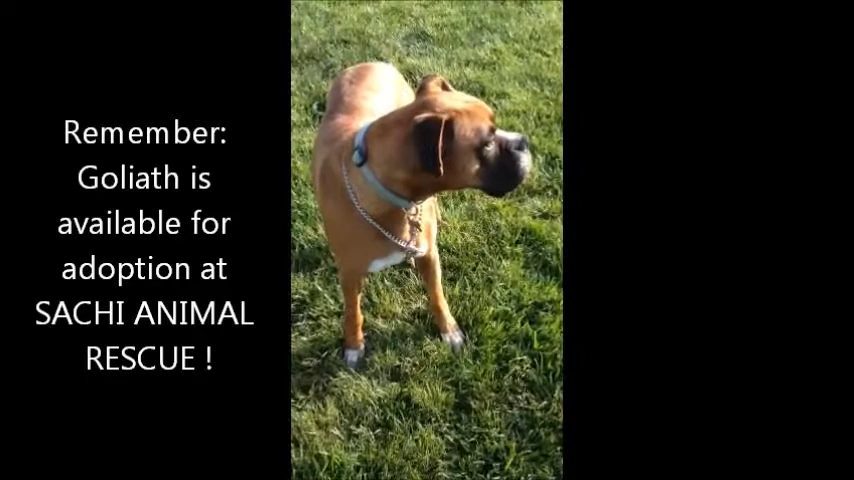 Remember:
Goliath is
available for
adoption at
SACHI ANIMAL
RESCUE !